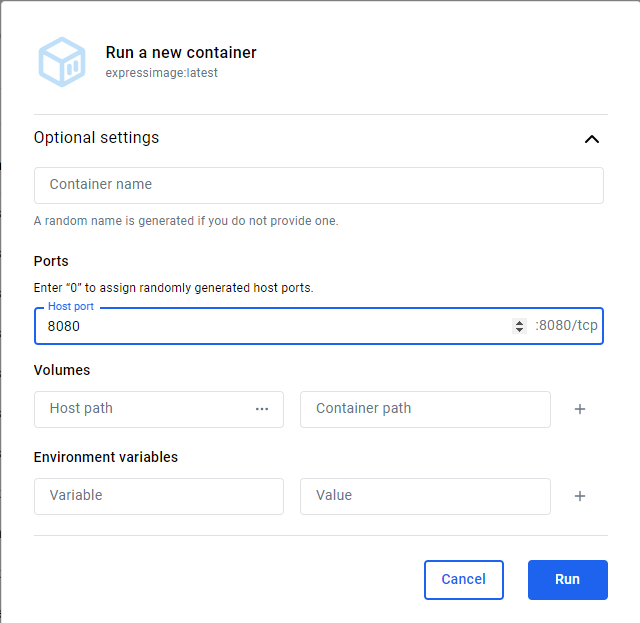 Run a new container
expressimage:latest
Optional settings
Container name
A random name is generated if you do not provide one.
Ports
Enter “0” to assign randomly generated host ports.
Host port
8080 :8080/tcp
Volumes
Host path ··· Container path +
Environment variables
Variable Value +
Cancel Run